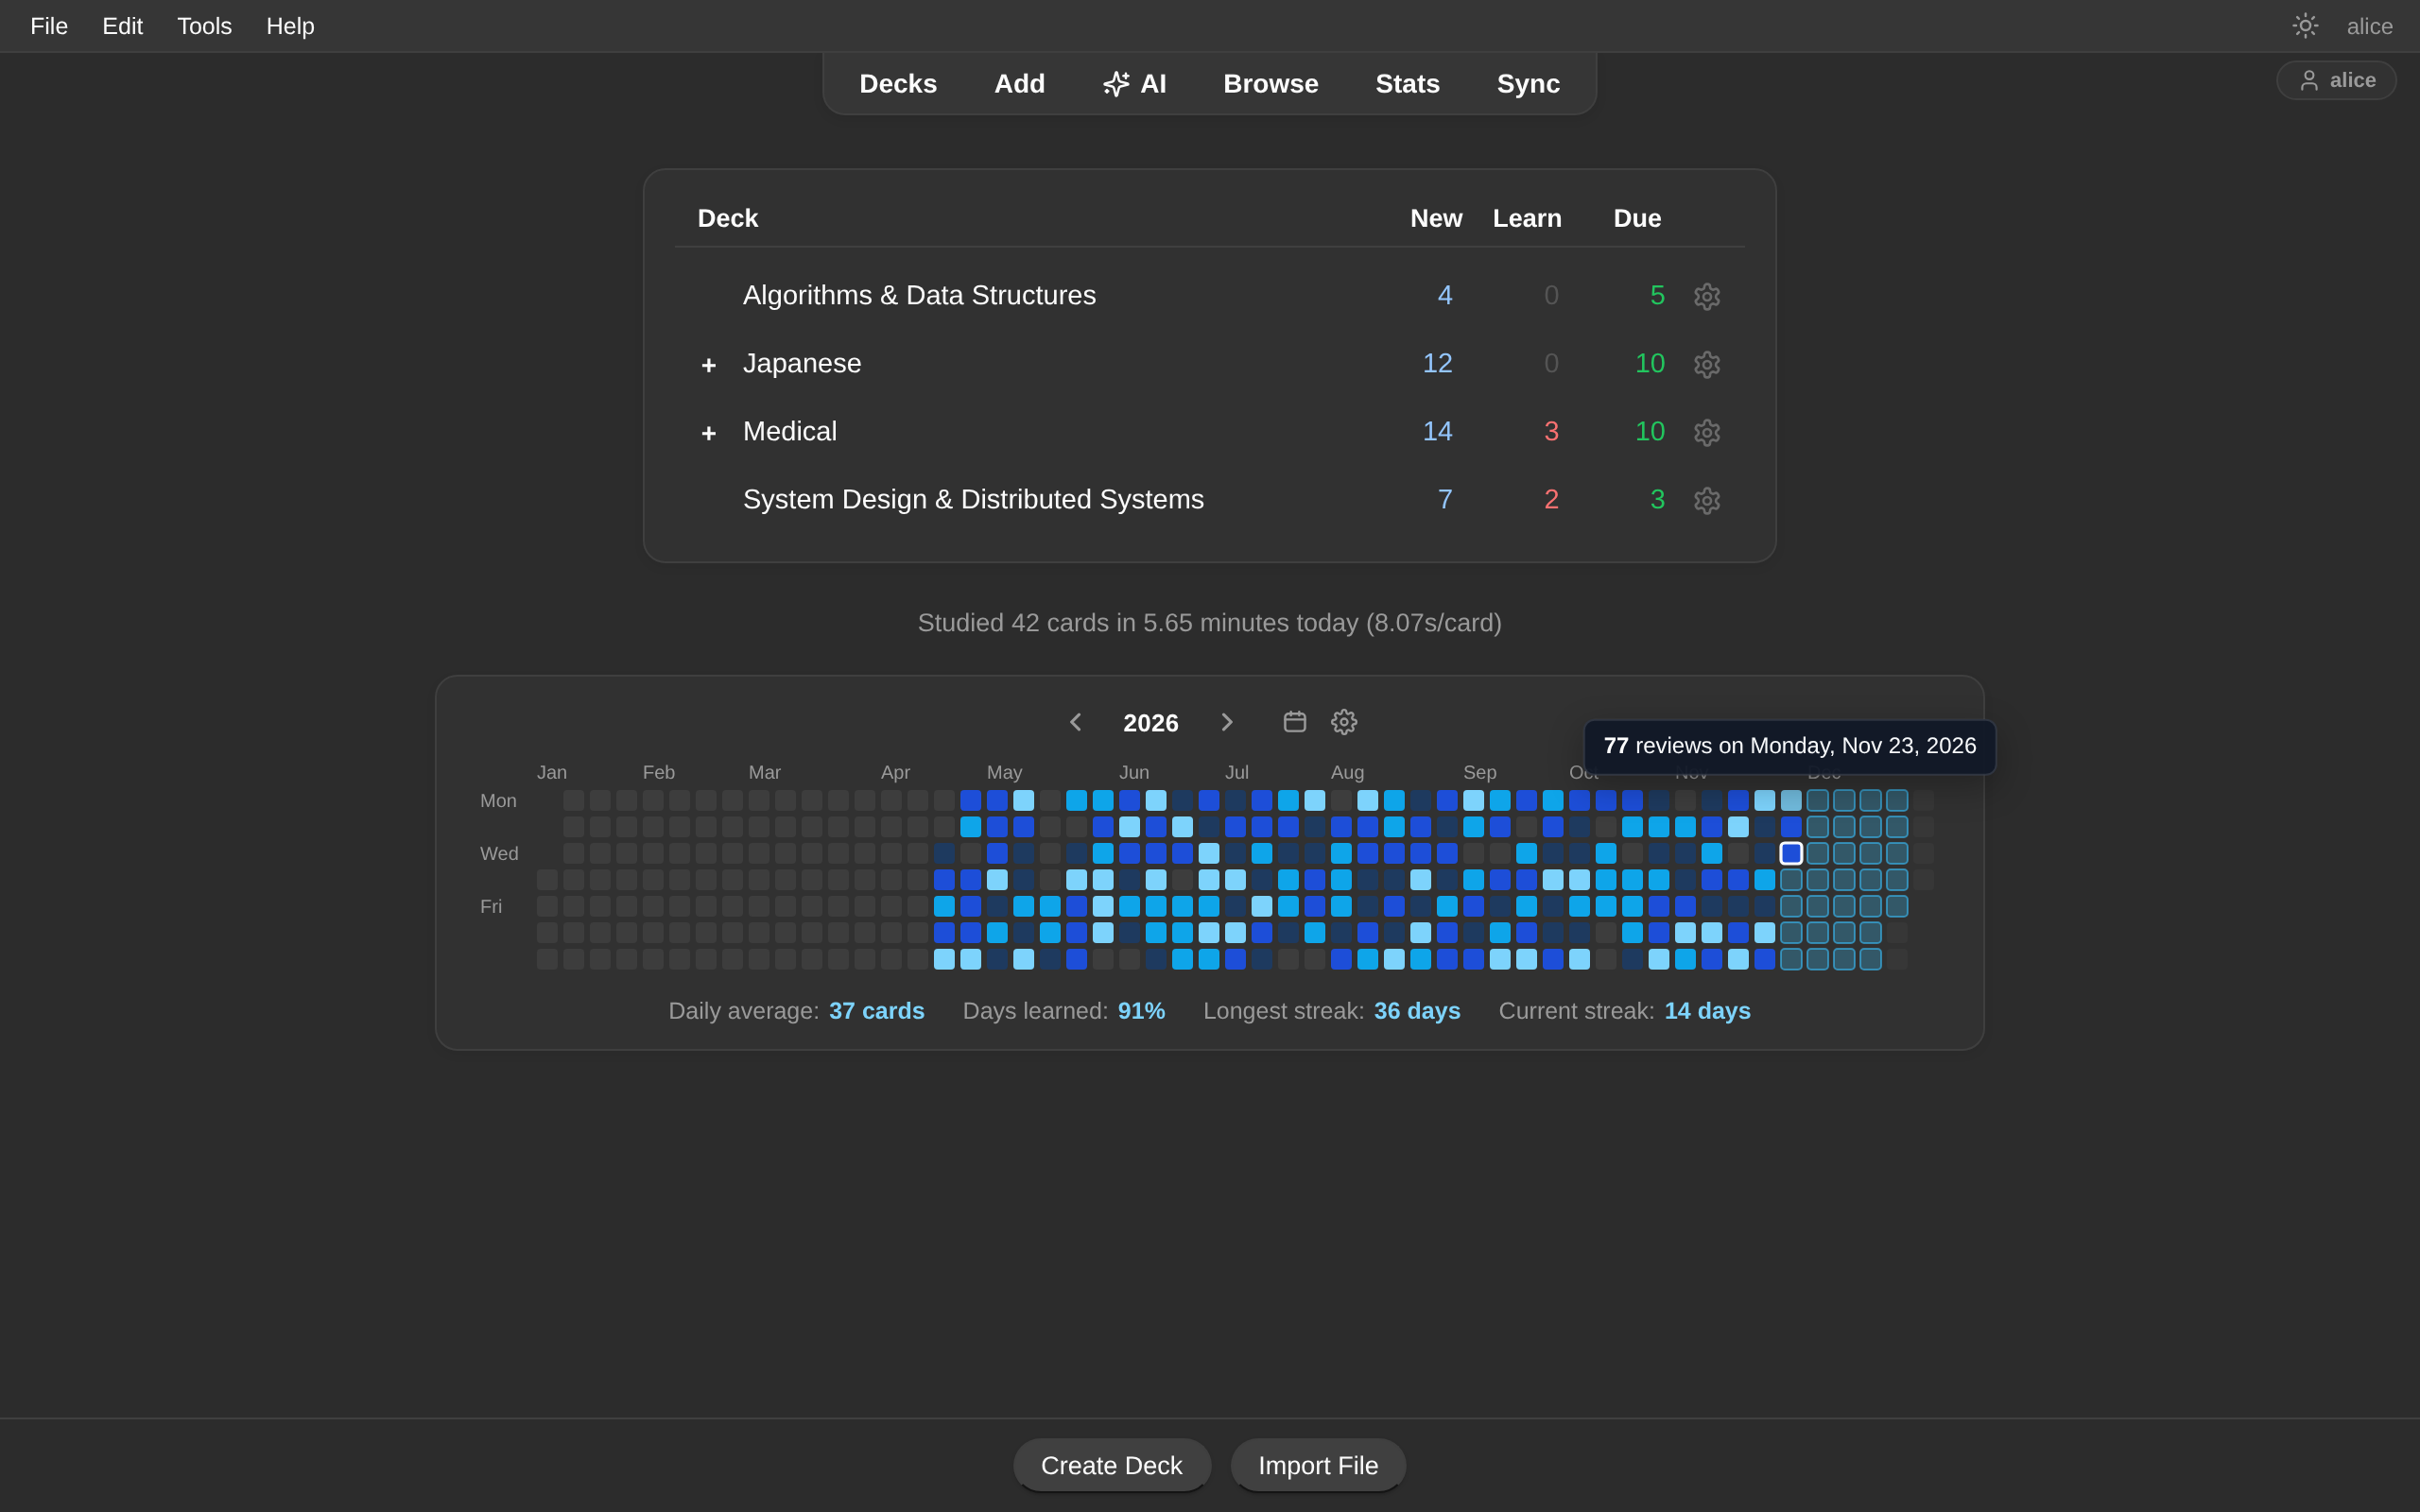 File Edit Tools Help alice
Decks Add AI Browse Stats Sync alice
Deck New Learn Due
Algorithms & Data Structures 4 0 5
+ Japanese 12 0 10
+ Medical 14 3 10
System Design & Distributed Systems 7 2 3
Studied 42 cards in 5.65 minutes today (8.07s/card)
2026
77 reviews on Monday, Nov 23, 2026
Jan Feb Mar Apr May Jun Jul Aug Sep Oct Nov Dec
Mon
Wed
Fri
Daily average: 37 cards Days learned: 91% Longest streak: 36 days Current streak: 14 days
Create Deck Import File